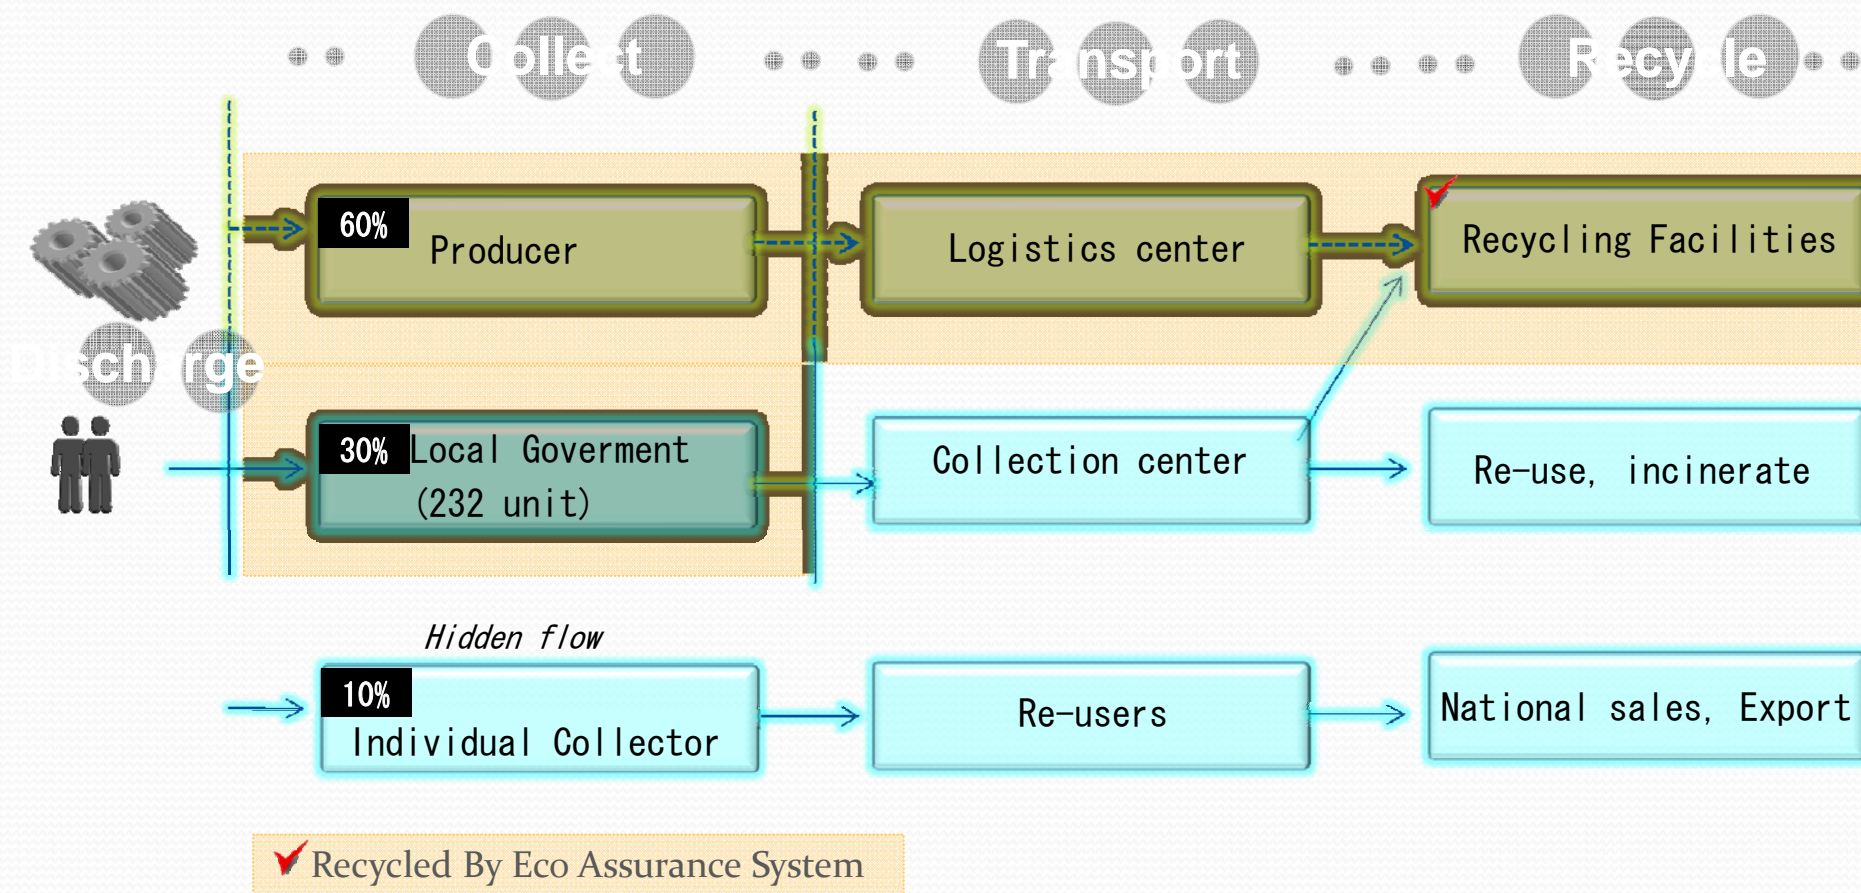 Collect
Transport
Recycle
60%
Producer
Logistics center
Recycling Facilities
Discharge
30%
Local Goverment
(232 unit)
Collection center
Re-use, incinerate
Hidden flow
10%
Individual Collector
Re-users
National sales, Export
Recycled By Eco Assurance System